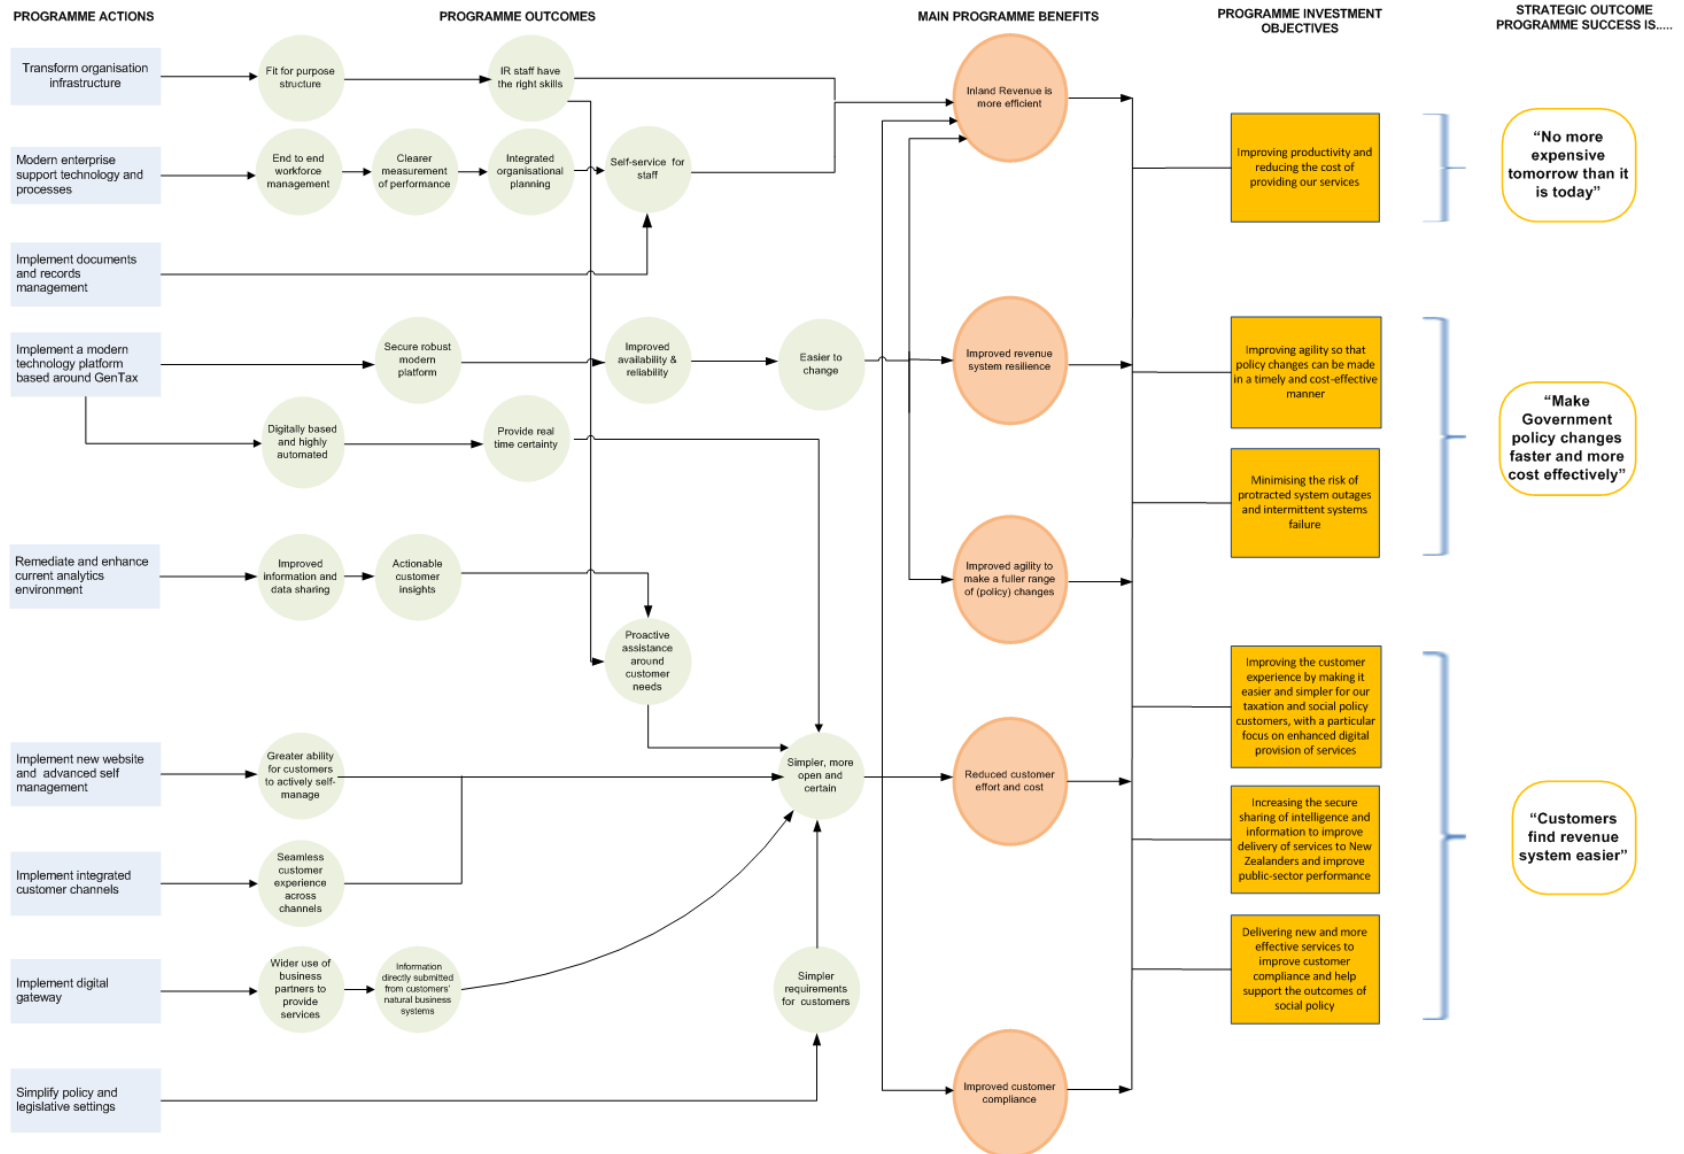 PROGRAMME ACTIONS
PROGRAMME OUTCOMES
MAIN PROGRAMME BENEFITS
PROGRAMME INVESTMENT
OBJECTIVES
STRATEGIC OUTCOME
PROGRAMME SUCCESS IS.....
Transform organisation
infrastructure
Fit for purpose
structure
IR staff have
the right skills
Inland Revenue is
more efficient
Modern enterprise
support technology and
processes
End to end
workforce
management
Clearer
measurement
of performance
Integrated
organisational
planning
Self-service for
staff
Improving productivity and
reducing the cost of
providing our services
“No more
expensive
tomorrow than it
is today”
Implement documents
and records
management
Implement a modern
technology platform
based around GenTax
Secure robust
modern
platform
Improved
availability &
reliability
Easier to
change
Improved revenue
system resilience
Improving agility so that
policy changes can be made
in a timely and cost-effective
manner
“Make
Government
policy changes
faster and more
cost effectively”
Digitally based
and highly
automated
Provide real
time certainty
Minimising the risk of
protracted system outages
and intermittent systems
failure
Remediate and enhance
current analytics
environment
Improved
information and
data sharing
Actionable
customer
insights
Improved agility to
make a fuller range
of (policy) changes
Proactive
assistance
around
customer
needs
Improving the customer
experience by making it
easier and simpler for our
taxation and social policy
customers, with a particular
focus on enhanced digital
provision of services
Implement new website
and advanced self
management
Greater ability
for customers
to actively self-
manage
Simpler, more
open and
certain
Reduced customer
effort and cost
Increasing the secure
sharing of intelligence and
information to improve
delivery of services to New
Zealanders and improve
public-sector performance
“Customers
find revenue
system easier”
Implement integrated
customer channels
Seamless
customer
experience
across
channels
Implement digital
gateway
Wider use of
business
partners to
provide
services
Information
directly submitted
from customers’
natural business
systems
Simpler
requirements
for customers
Delivering new and more
effective services to
improve customer
compliance and help
support the outcomes of
social policy
Simplify policy and
legislative settings
Improved customer
compliance